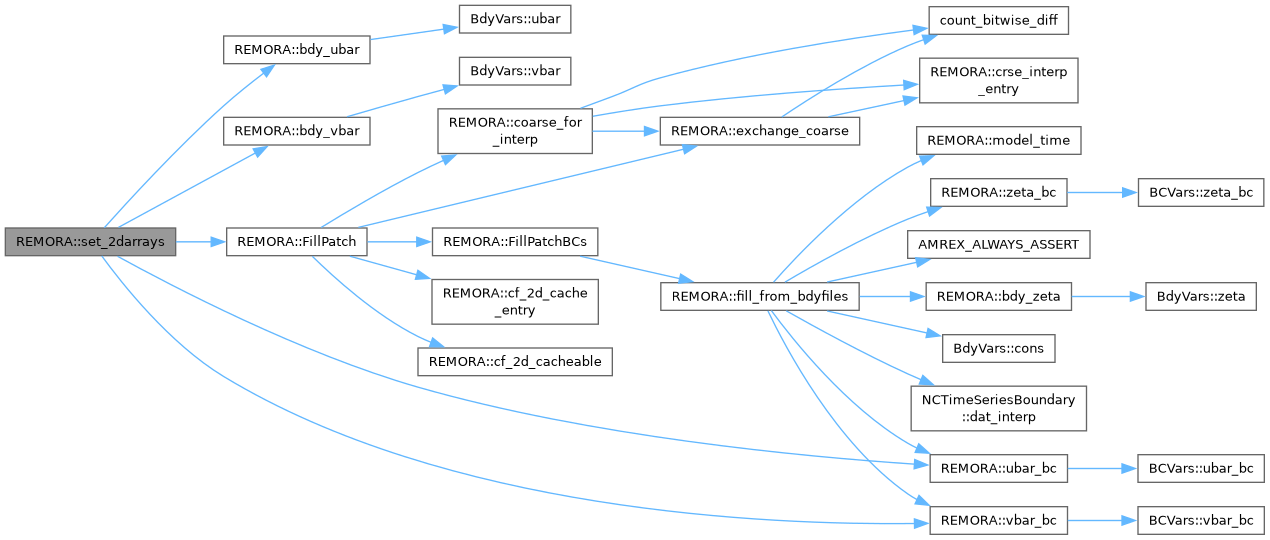 REMORA::set_2darrays
REMORA::bdy_ubar
BdyVars::ubar
REMORA::bdy_vbar
BdyVars::vbar
REMORA::FillPatch
REMORA::coarse_for
_interp
REMORA::exchange_coarse
count_bitwise_diff
REMORA::crse_interp
_entry
REMORA::FillPatchBCs
REMORA::cf_2d_cache
_entry
REMORA::cf_2d_cacheable
REMORA::fill_from_bdyfiles
REMORA::model_time
REMORA::zeta_bc
BCVars::zeta_bc
AMREX_ALWAYS_ASSERT
REMORA::bdy_zeta
BdyVars::zeta
BdyVars::cons
NCTimeSeriesBoundary
::dat_interp
REMORA::ubar_bc
BCVars::ubar_bc
REMORA::vbar_bc
BCVars::vbar_bc